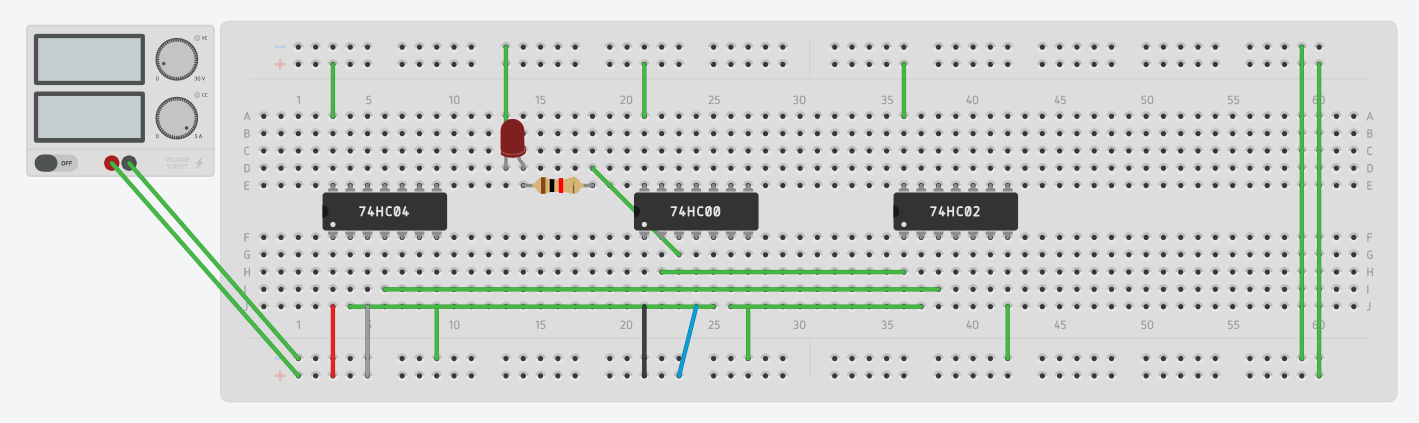 VC
0 30 V
CC
0 5 A
OFF
VOLTAGE
SUPPLY
−
+
1 5 10 15 20 25 30 35 40 45 50 55 60
A A
B B
C C
D D
E E
74HC04 74HC00 74HC02
F F
G G
H H
I I
J J
1 5 10 15 20 25 30 35 40 45 50 55 60
−
+